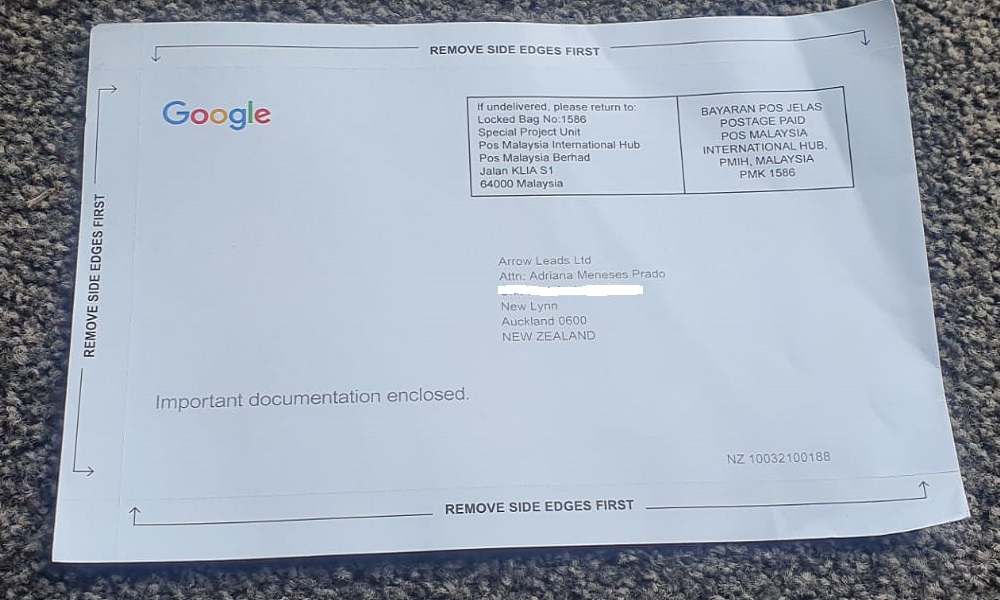 REMOVE SIDE EDGES FIRST
Google
If undelivered, please return to:
Locked Bag No:1586
Special Project Unit
Pos Malaysia International Hub
Pos Malaysia Berhad
Jalan KLIA S1
64000 Malaysia
BAYARAN POS JELAS
POSTAGE PAID
POS MALAYSIA
INTERNATIONAL HUB,
PMIH, MALAYSIA
PMK 1586
REMOVE SIDE EDGES FIRST
Arrow Leads Ltd
Attn: Adriana Meneses Prado
New Lynn
Auckland 0600
NEW ZEALAND
Important documentation enclosed.
NZ 10032100188
REMOVE SIDE EDGES FIRST